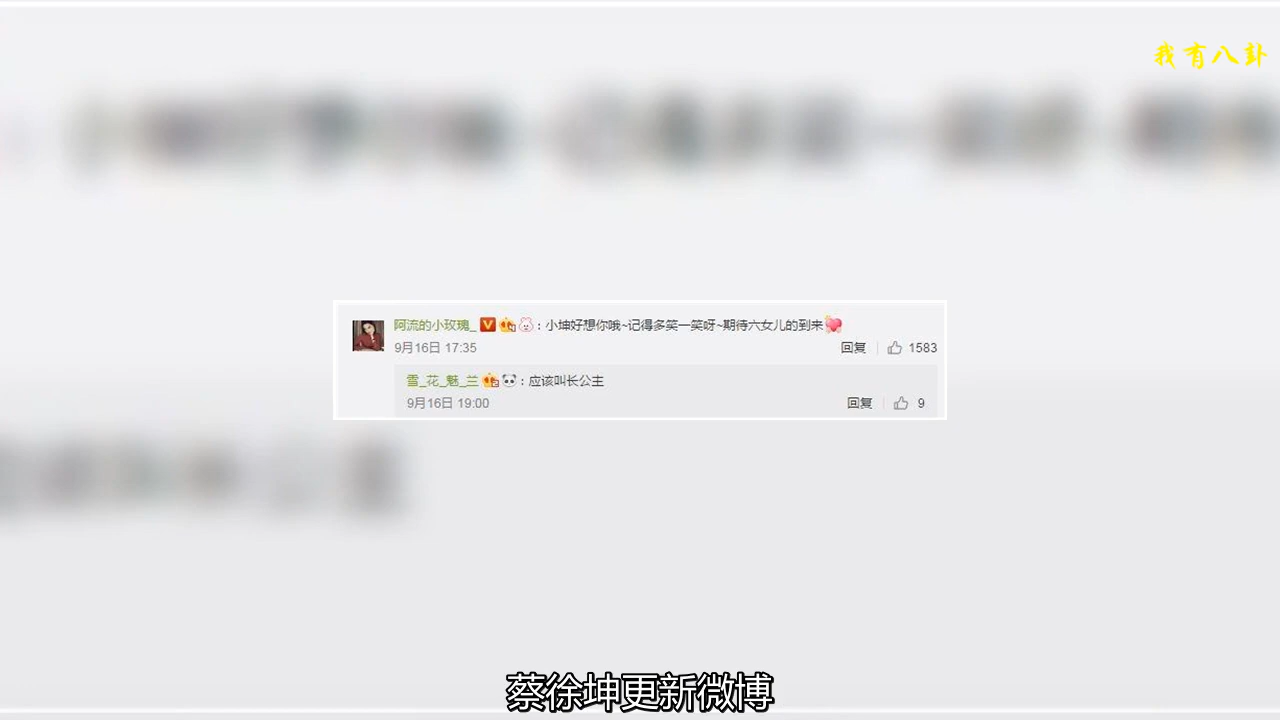 我有八卦
阿流的小玫瑰_ V : 小坤好想你哦~记得多笑一笑呀~期待六女儿的到来
9月16日 17:35 回复 1583
雪_花_魅_兰 : 应该叫长公主
9月16日 19:00 回复 9
蔡徐坤更新微博